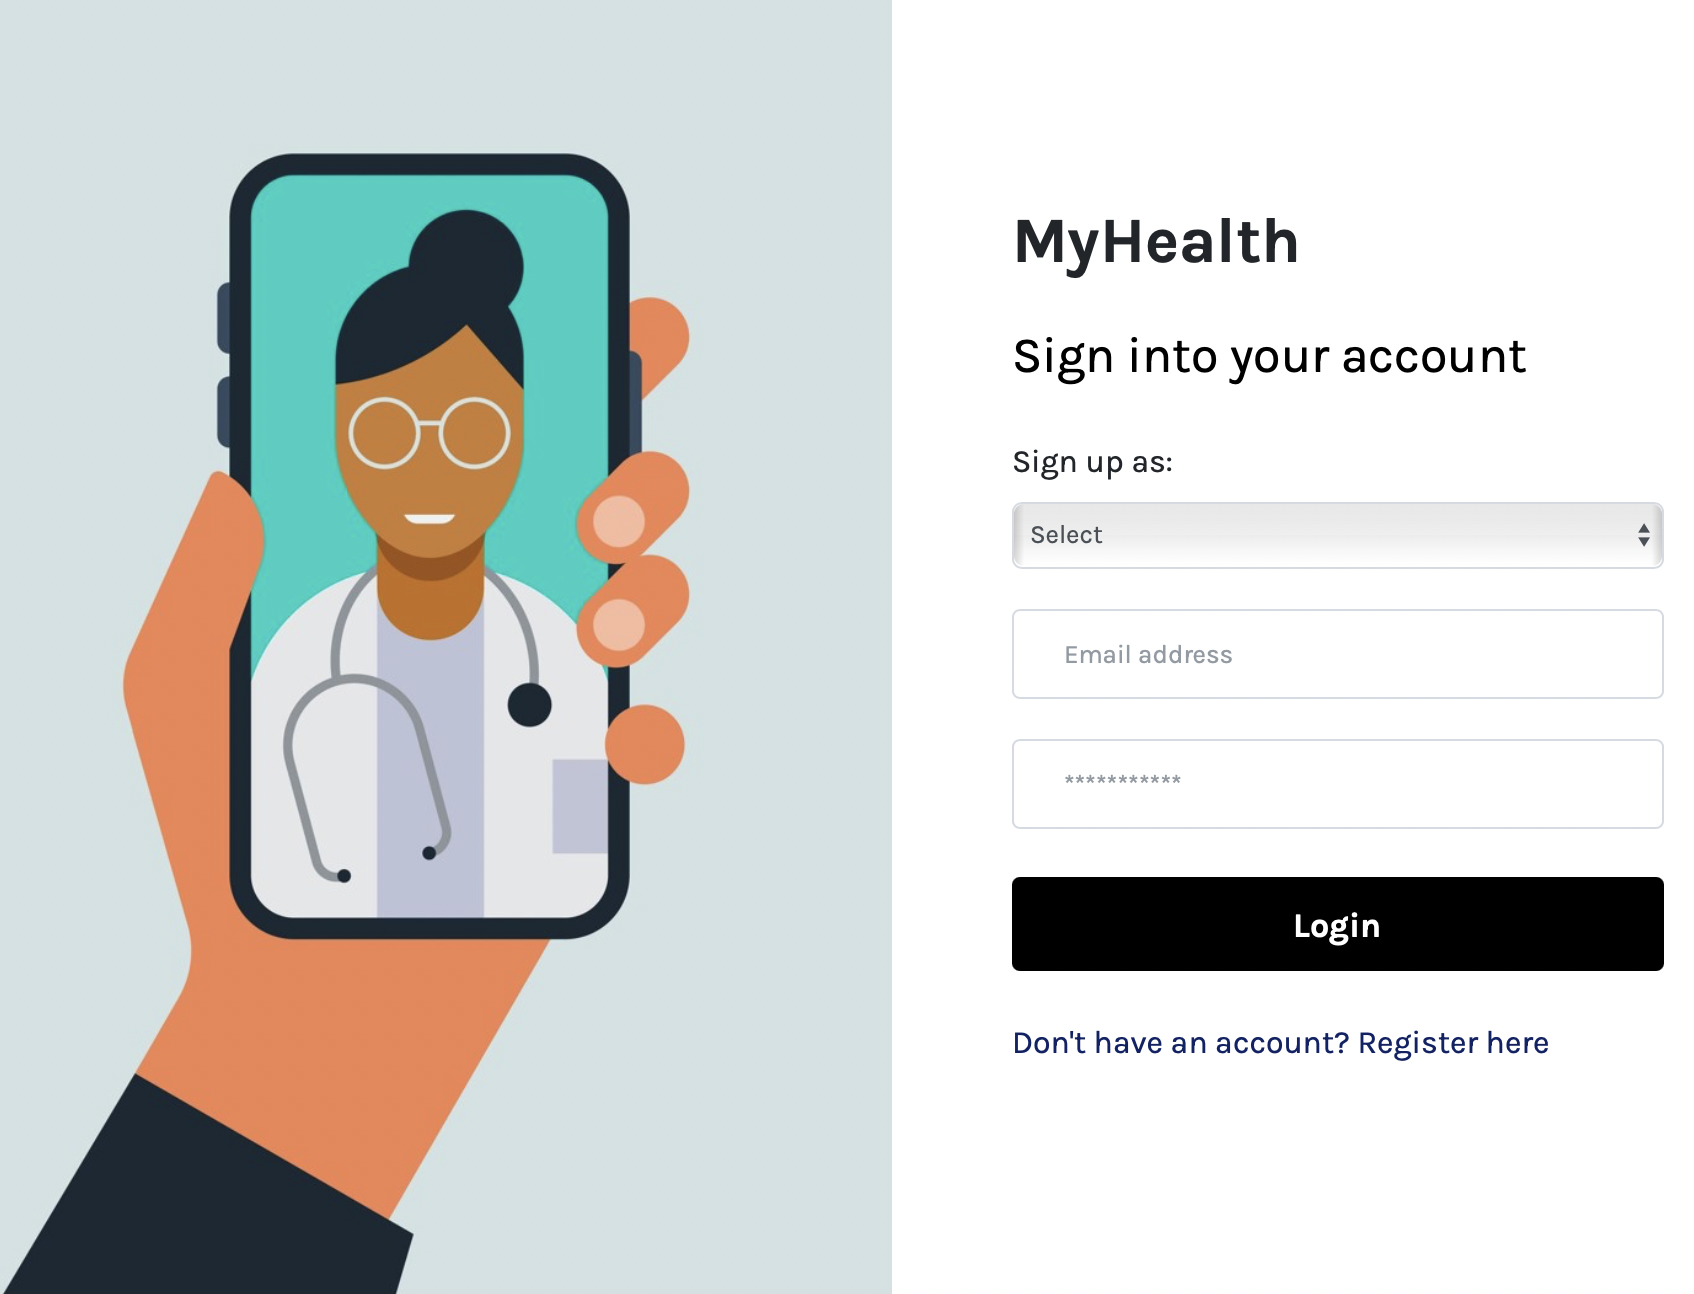 MyHealth
Sign into your account
Sign up as:
Select
Email address
***********
Login
Don't have an account? Register here